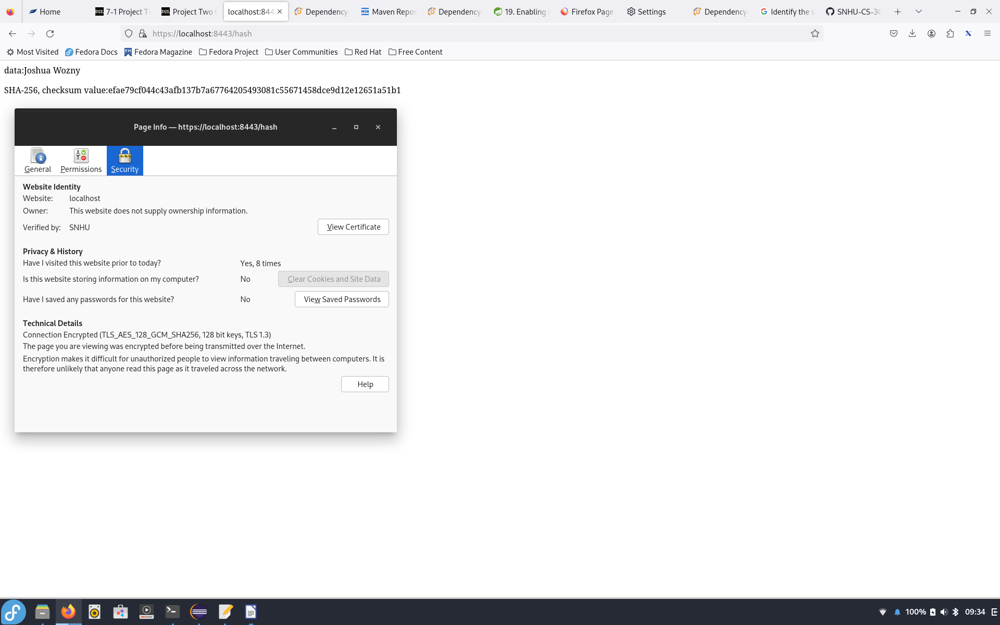 Home
7-1 Project Tw
Project Two
localhost:844
Dependency-
Maven Repos
Dependency-
19. Enabling
Firefox Page
Settings
Dependency-
Identify the s
SNHU-CS-30
https://localhost:8443/hash
Most Visited
Fedora Docs
Fedora Magazine
Fedora Project
User Communities
Red Hat
Free Content
data:Joshua Wozny
SHA-256, checksum value:efae79cf044c43afb137b7a67764205493081c55671458dce9d12e12651a51b1
Page Info — https://localhost:8443/hash
General
Permissions
Security
Website Identity
Website: localhost
Owner: This website does not supply ownership information.
Verified by: SNHU
View Certificate
Privacy & History
Have I visited this website prior to today? Yes, 8 times
Is this website storing information on my computer? No
Clear Cookies and Site Data
Have I saved any passwords for this website? No
View Saved Passwords
Technical Details
Connection Encrypted (TLS_AES_128_GCM_SHA256, 128 bit keys, TLS 1.3)
The page you are viewing was encrypted before being transmitted over the Internet.
Encryption makes it difficult for unauthorized people to view information traveling between computers. It is
therefore unlikely that anyone read this page as it traveled across the network.
Help
100%
09:34